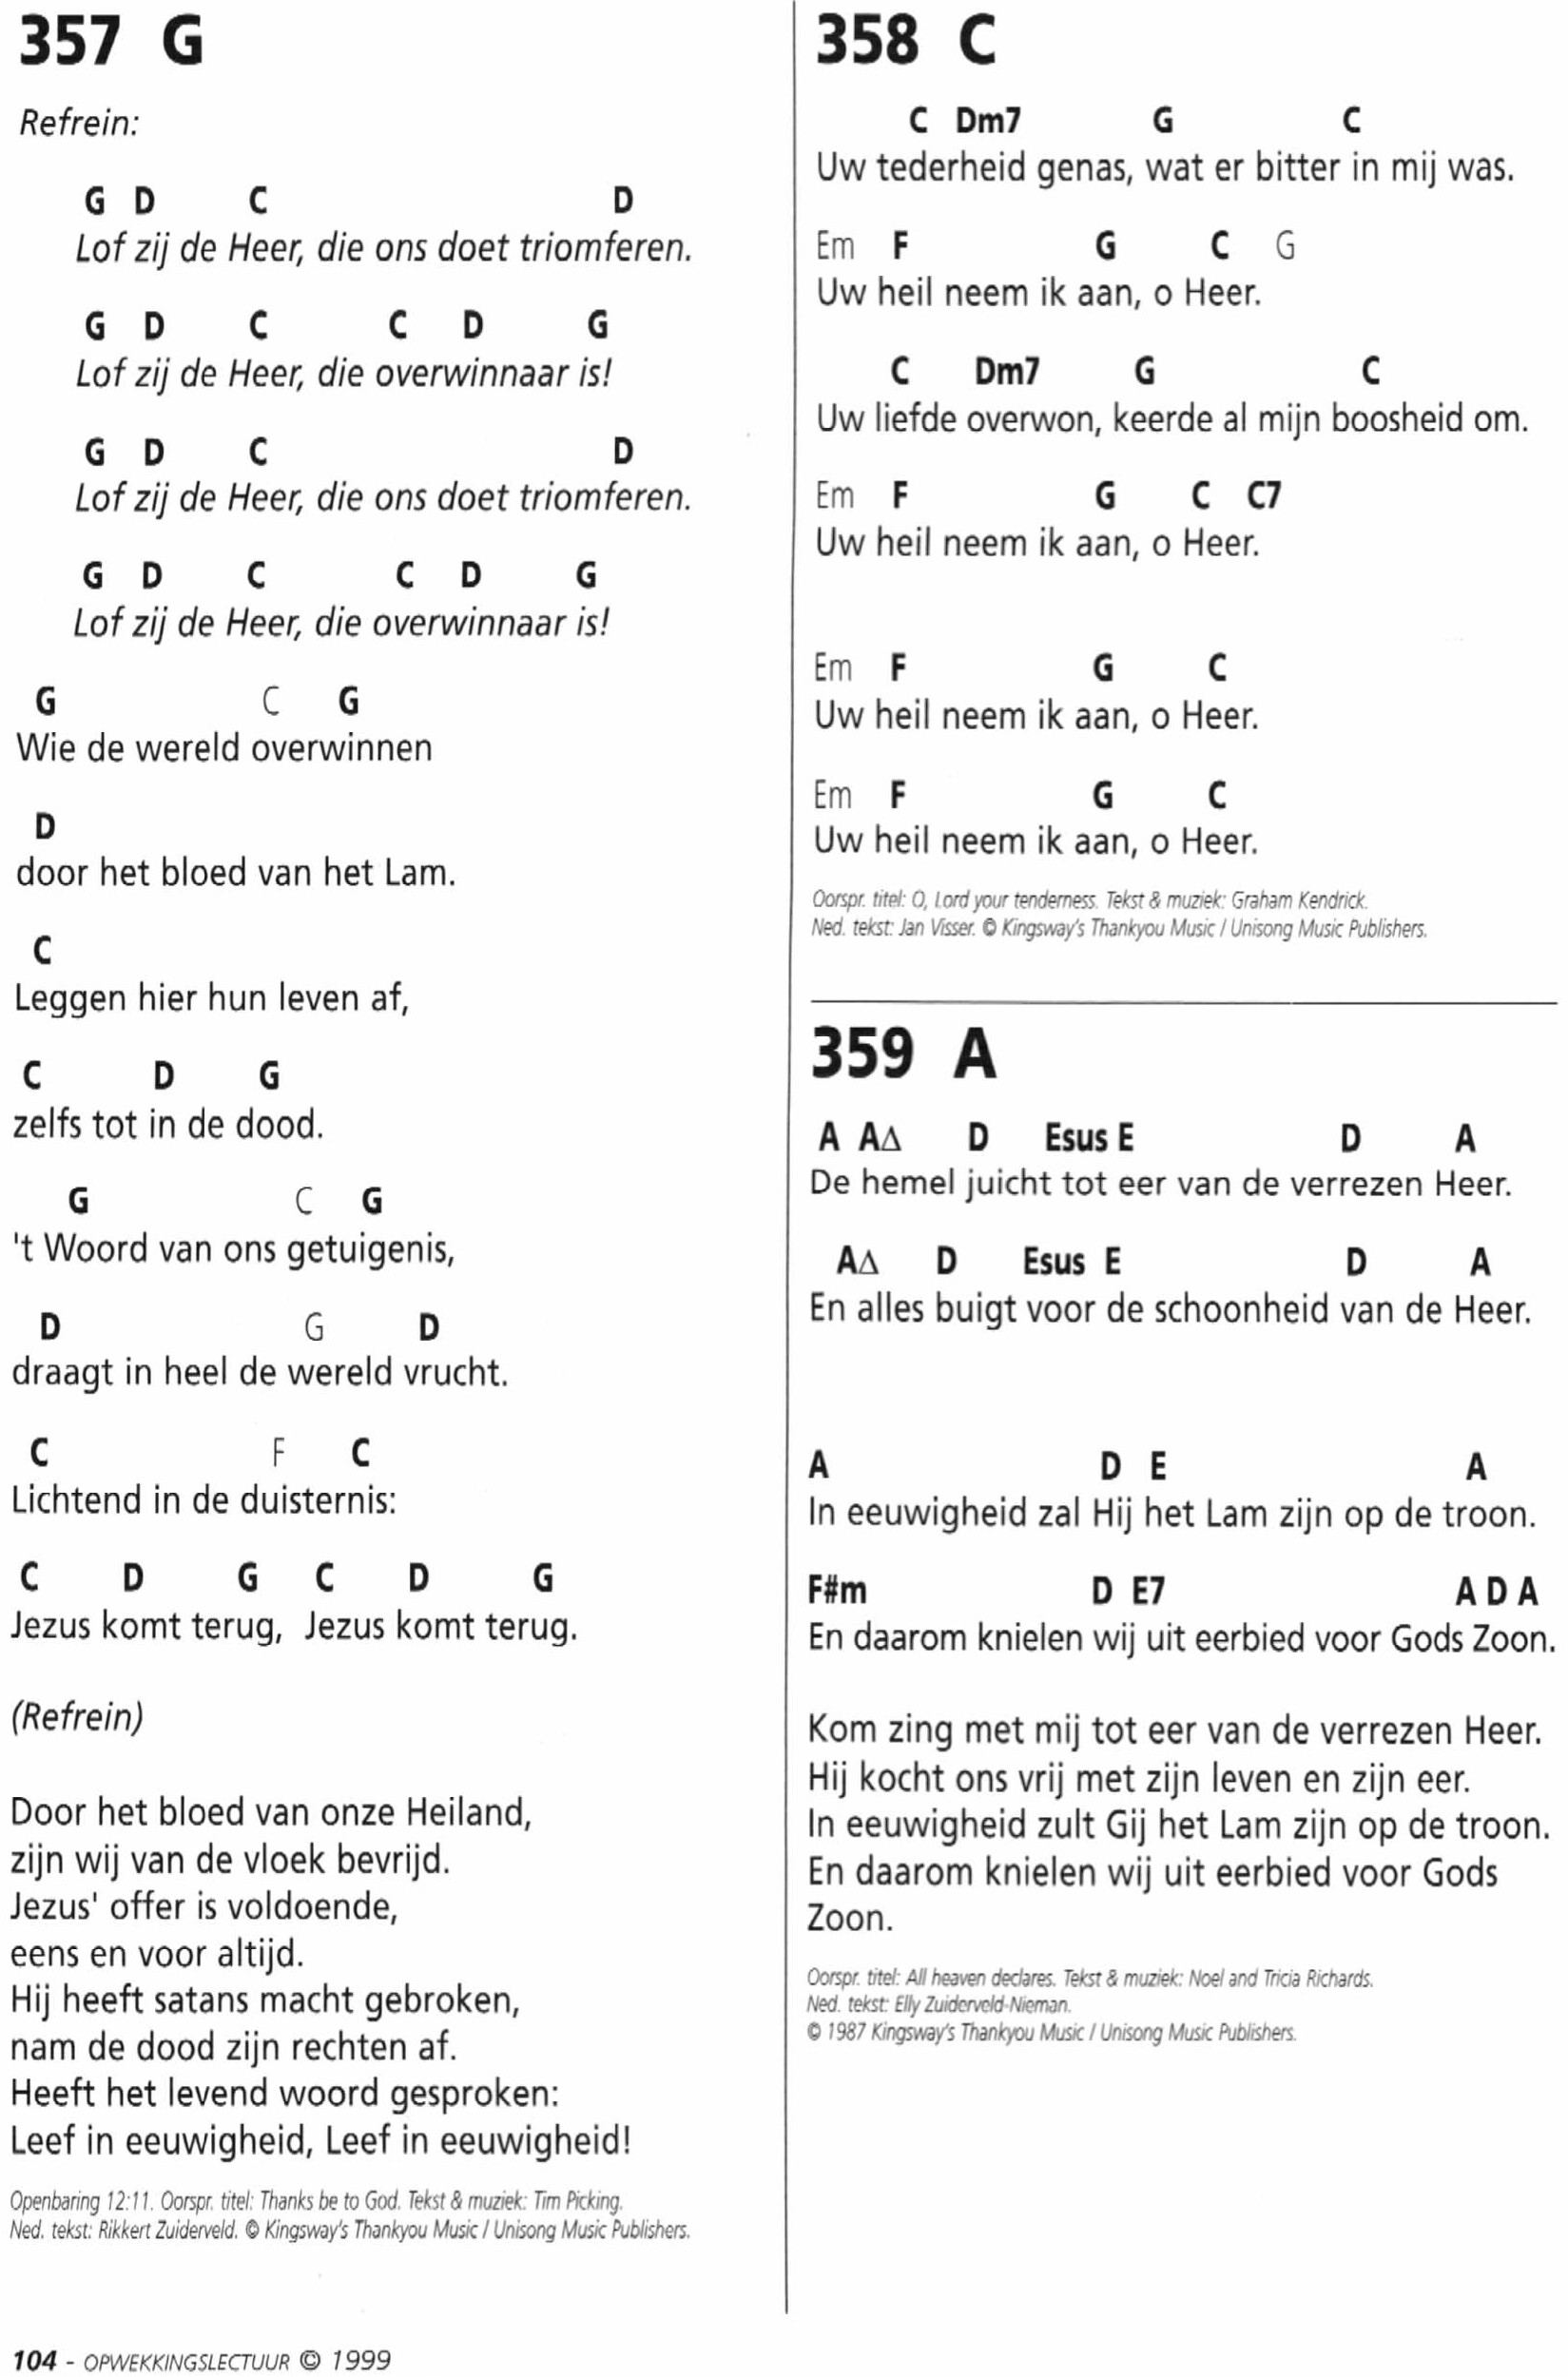 357 G
Refrein:
G D C D
Lof zij de Heer, die ons doet triomferen.
G D C C D G
Lof zij de Heer, die overwinnaar is!
G D C D
Lof zij de Heer, die ons doet triomferen.
G D C C D G
Lof zij de Heer, die overwinnaar is!
G C G
Wie de wereld overwinnen
D
door het bloed van het Lam.
C
Leggen hier hun leven af,
C D G
zelfs tot in de dood.
G C G
't Woord van ons getuigenis,
D G D
draagt in heel de wereld vrucht.
C F C
Lichtend in de duisternis:
C D G C D G
Jezus komt terug, Jezus komt terug.
(Refrein)
Door het bloed van onze Heiland,
zijn wij van de vloek bevrijd.
Jezus' offer is voldoende,
eens en voor altijd.
Hij heeft satans macht gebroken,
nam de dood zijn rechten af.
Heeft het levend woord gesproken:
Leef in eeuwigheid, Leef in eeuwigheid!
Openbaring 12:11. Oorspr. titel: Thanks be to God. Tekst & muziek: Tim Picking.
Ned. tekst: Rikkert Zuiderveld. © Kingsway's Thankyou Music / Unisong Music Publishers.
358 C
C Dm7 G C
Uw tederheid genas, wat er bitter in mij was.
Em F G C G
Uw heil neem ik aan, o Heer.
C Dm7 G C
Uw liefde overwon, keerde al mijn boosheid om.
Em F G C C7
Uw heil neem ik aan, o Heer.
Em F G C
Uw heil neem ik aan, o Heer.
Em F G C
Uw heil neem ik aan, o Heer.
Oorspr. titel: O, Lord your tenderness. Tekst & muziek: Graham Kendrick.
Ned. tekst: Jan Visser. © Kingsway's Thankyou Music / Unisong Music Publishers.
359 A
A A∆ D Esus E D A
De hemel juicht tot eer van de verrezen Heer.
A∆ D Esus E D A
En alles buigt voor de schoonheid van de Heer.
A D E A
In eeuwigheid zal Hij het Lam zijn op de troon.
F#m D E7 A D A
En daarom knielen wij uit eerbied voor Gods Zoon.
Kom zing met mij tot eer van de verrezen Heer.
Hij kocht ons vrij met zijn leven en zijn eer.
In eeuwigheid zult Gij het Lam zijn op de troon.
En daarom knielen wij uit eerbied voor Gods
Zoon.
Oorspr. titel: All heaven declares. Tekst & muziek: Noel and Tricia Richards.
Ned. tekst: Elly Zuiderveld-Nieman.
© 1987 Kingsway's Thankyou Music / Unisong Music Publishers.
104 - OPWEKKINGSLECTUUR © 1999